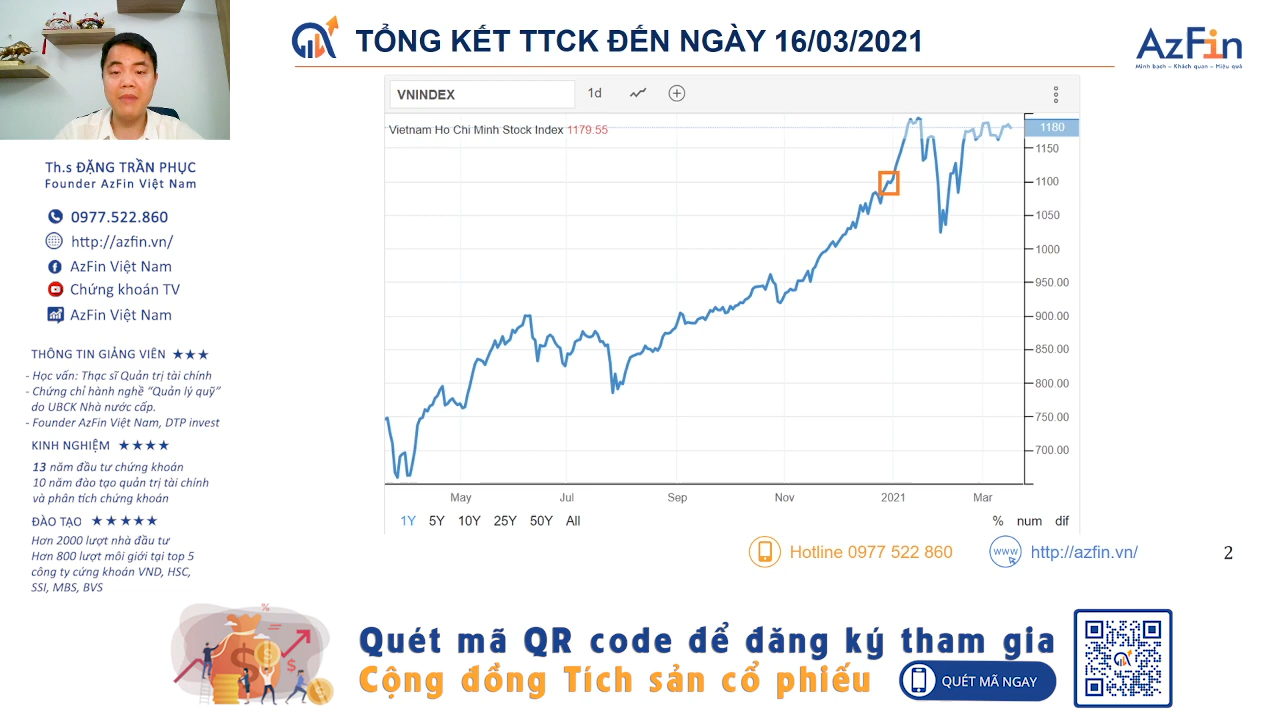 TỔNG KẾT TTCK ĐẾN NGÀY 16/03/2021
AzFin
Minh bạch – Khách quan – Hiệu quả
VNINDEX
1d
Vietnam Ho Chi Minh Stock Index 1179.55
1180
1150
1100
1050
1000
950.00
900.00
850.00
800.00
750.00
700.00
May
Jul
Sep
Nov
2021
Mar
1Y 5Y 10Y 25Y 50Y All
% num dif
Th.s ĐẶNG TRẦN PHỤC
Founder AzFin Việt Nam
0977.522.860
http://azfin.vn/
AzFin Việt Nam
Chứng khoán TV
AzFin Việt Nam
THÔNG TIN GIẢNG VIÊN ★★★
- Học vấn: Thạc sĩ Quản trị tài chính
- Chứng chỉ hành nghề “Quản lý quỹ”
do UBCK Nhà nước cấp.
- Founder AzFin Việt Nam, DTP invest
KINH NGHIỆM ★★★★
13 năm đầu tư chứng khoán
10 năm đào tạo quản trị tài chính
và phân tích chứng khoán
ĐÀO TẠO ★★★★★
Hơn 2000 lượt nhà đầu tư
Hơn 800 lượt môi giới tại top 5
công ty cứng khoán VND, HSC,
SSI, MBS, BVS
Hotline 0977 522 860
www
http://azfin.vn/
2
Quét mã QR code để đăng ký tham gia
Cộng đồng Tích sản cổ phiếu
QUÉT MÃ NGAY